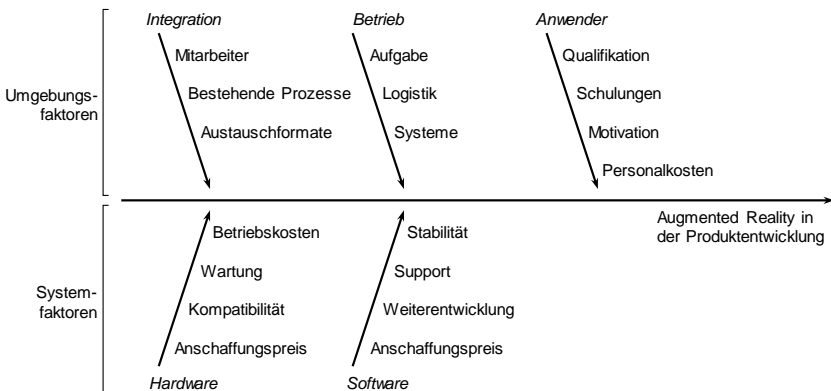 Integration
Betrieb
Anwender
Mitarbeiter
Aufgabe
Qualifikation
Umgebungs-
faktoren
Bestehende Prozesse
Logistik
Schulungen
Austauschformate
Systeme
Motivation
Personalkosten
Augmented Reality in
der Produktentwicklung
Betriebskosten
Stabilität
Wartung
Support
System-
faktoren
Kompatibilität
Weiterentwicklung
Anschaffungspreis
Anschaffungspreis
Hardware
Software